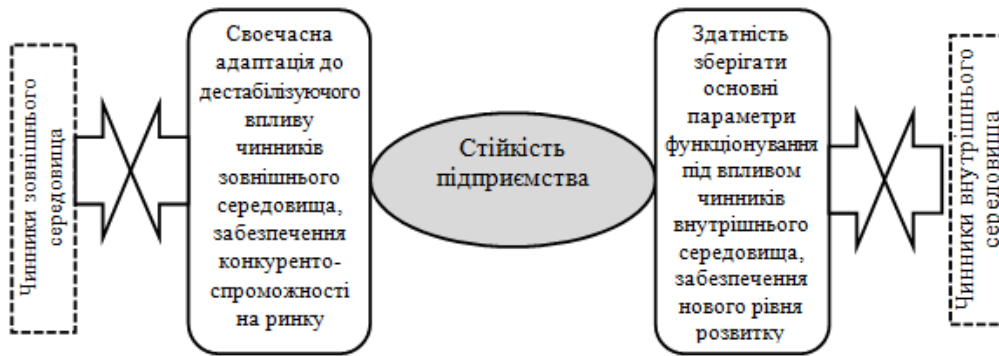 Чинники зовнішнього
середовища
Своєчасна
адаптація до
дестабілізуючого
впливу
чинників
зовнішнього
середовища,
забезпечення
конкуренто-
спроможності
на ринку
Стійкість
підприємства
Здатність
зберігати
основні
параметри
функціонування
під впливом
чинників
внутрішнього
середовища,
забезпечення
нового рівня
розвитку
Чинники внутрішнього
середовища